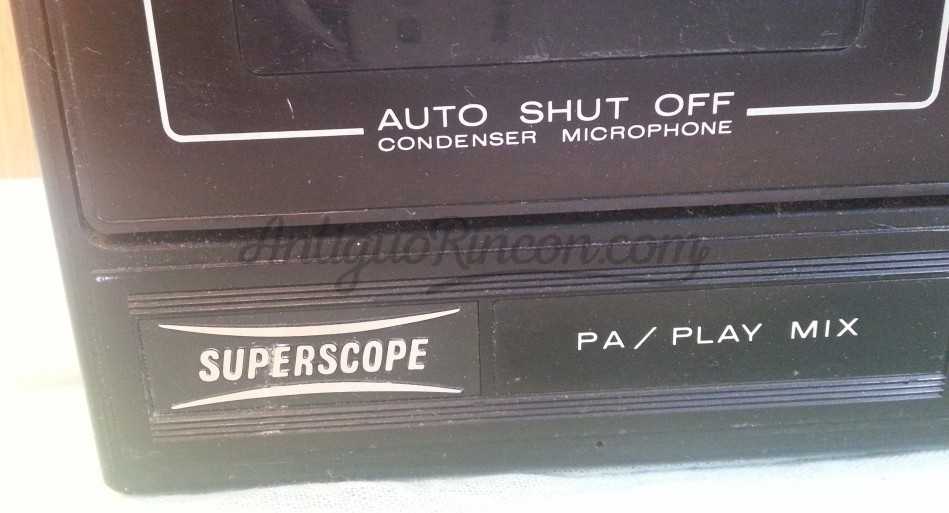 AUTO SHUT OFF
CONDENSER MICROPHONE
AntiguoRincon.com
SUPERSCOPE
PA/PLAY MIX